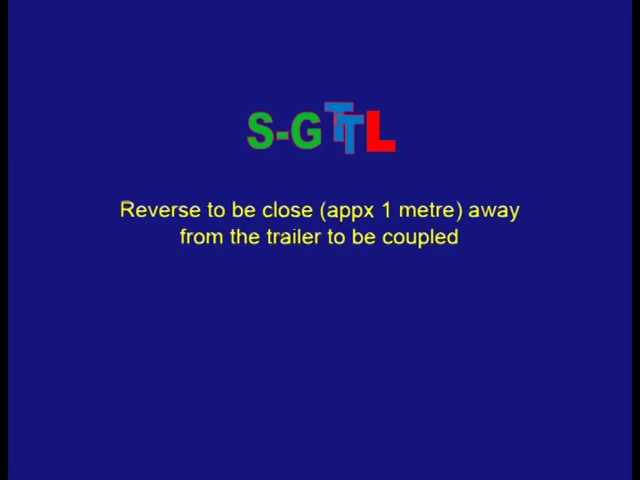 S-GTTL
Reverse to be close (appx 1 metre) away
from the trailer to be coupled